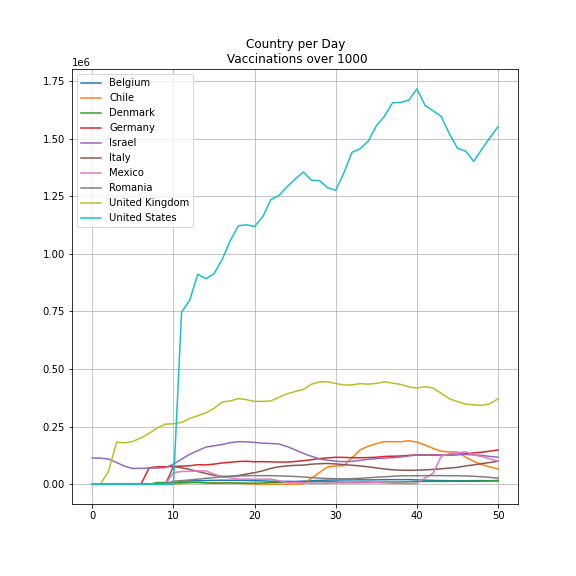 Country per Day
Vaccinations over 1000
1e6
1.75
1.50
1.25
1.00
0.75
0.50
0.25
0.00
Belgium
Chile
Denmark
Germany
Israel
Italy
Mexico
Romania
United Kingdom
United States
0 10 20 30 40 50